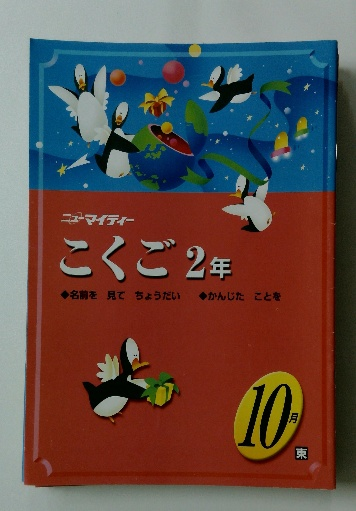 ニューマイティー
こくご 2年
◆名前を 見て ちょうだい ◆かんじた ことを
10月
東